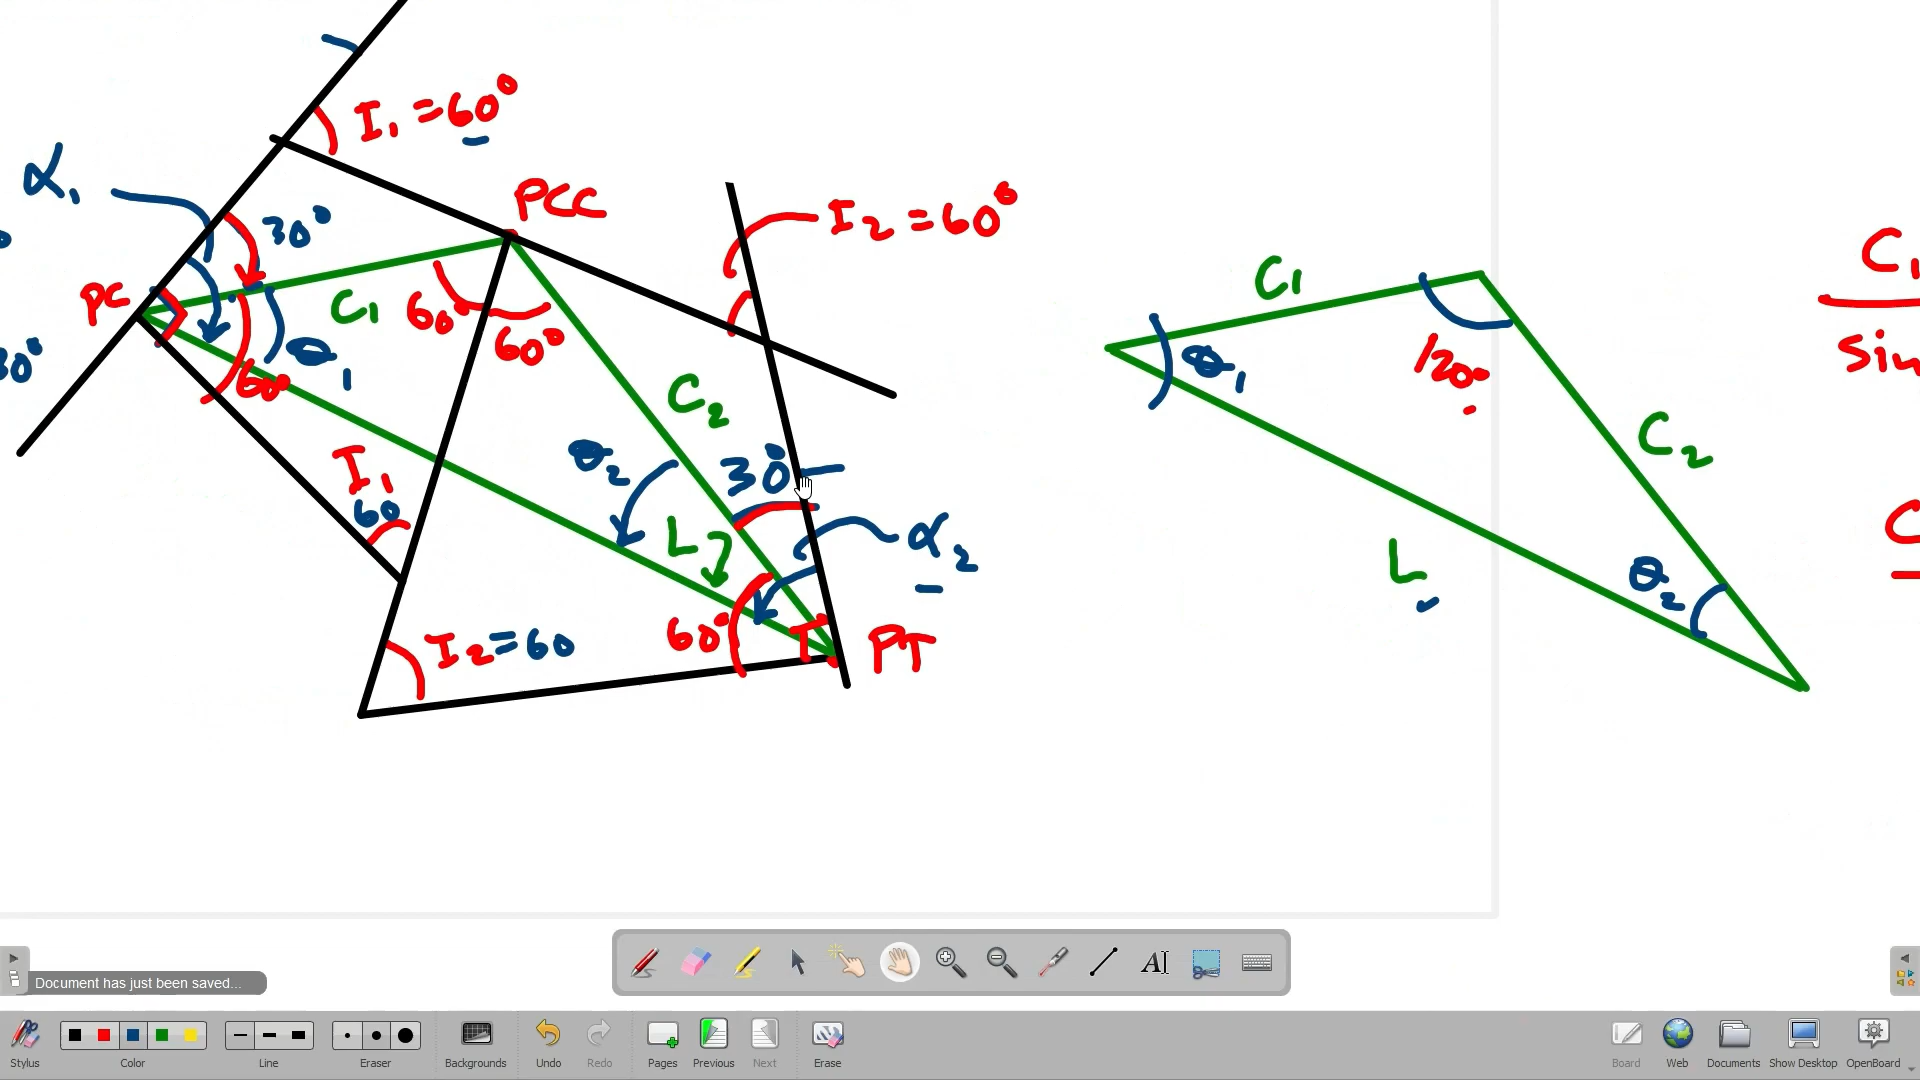 I₁ = 60°
α₁
PCC
I₂ = 60°
30°
PC
C₁
60
60°
θ₁
60°
30°
C₂
θ₂
30°
I₁
60
L
α₂
60°
I₂ = 60
PT
C₁
θ₁
120°
C₂
L
θ₂
C₁
sin
C
Document has just been saved...
Stylus
Color
Line
Eraser
Backgrounds
Undo
Redo
Pages
Previous
Next
Erase
Board
Web
Documents
Show Desktop
OpenBoard